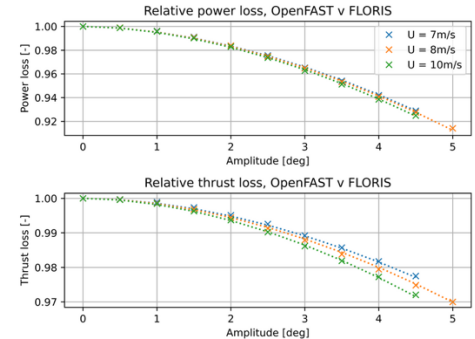 Relative power loss, OpenFAST v FLORIS
1.00
0.98
0.96
0.94
0.92
Power loss [-]
U = 7m/s
U = 8m/s
U = 10m/s
0 1 2 3 4 5
Amplitude [deg]
Relative thrust loss, OpenFAST v FLORIS
1.00
0.99
0.98
0.97
Thrust loss [-]
0 1 2 3 4 5
Amplitude [deg]